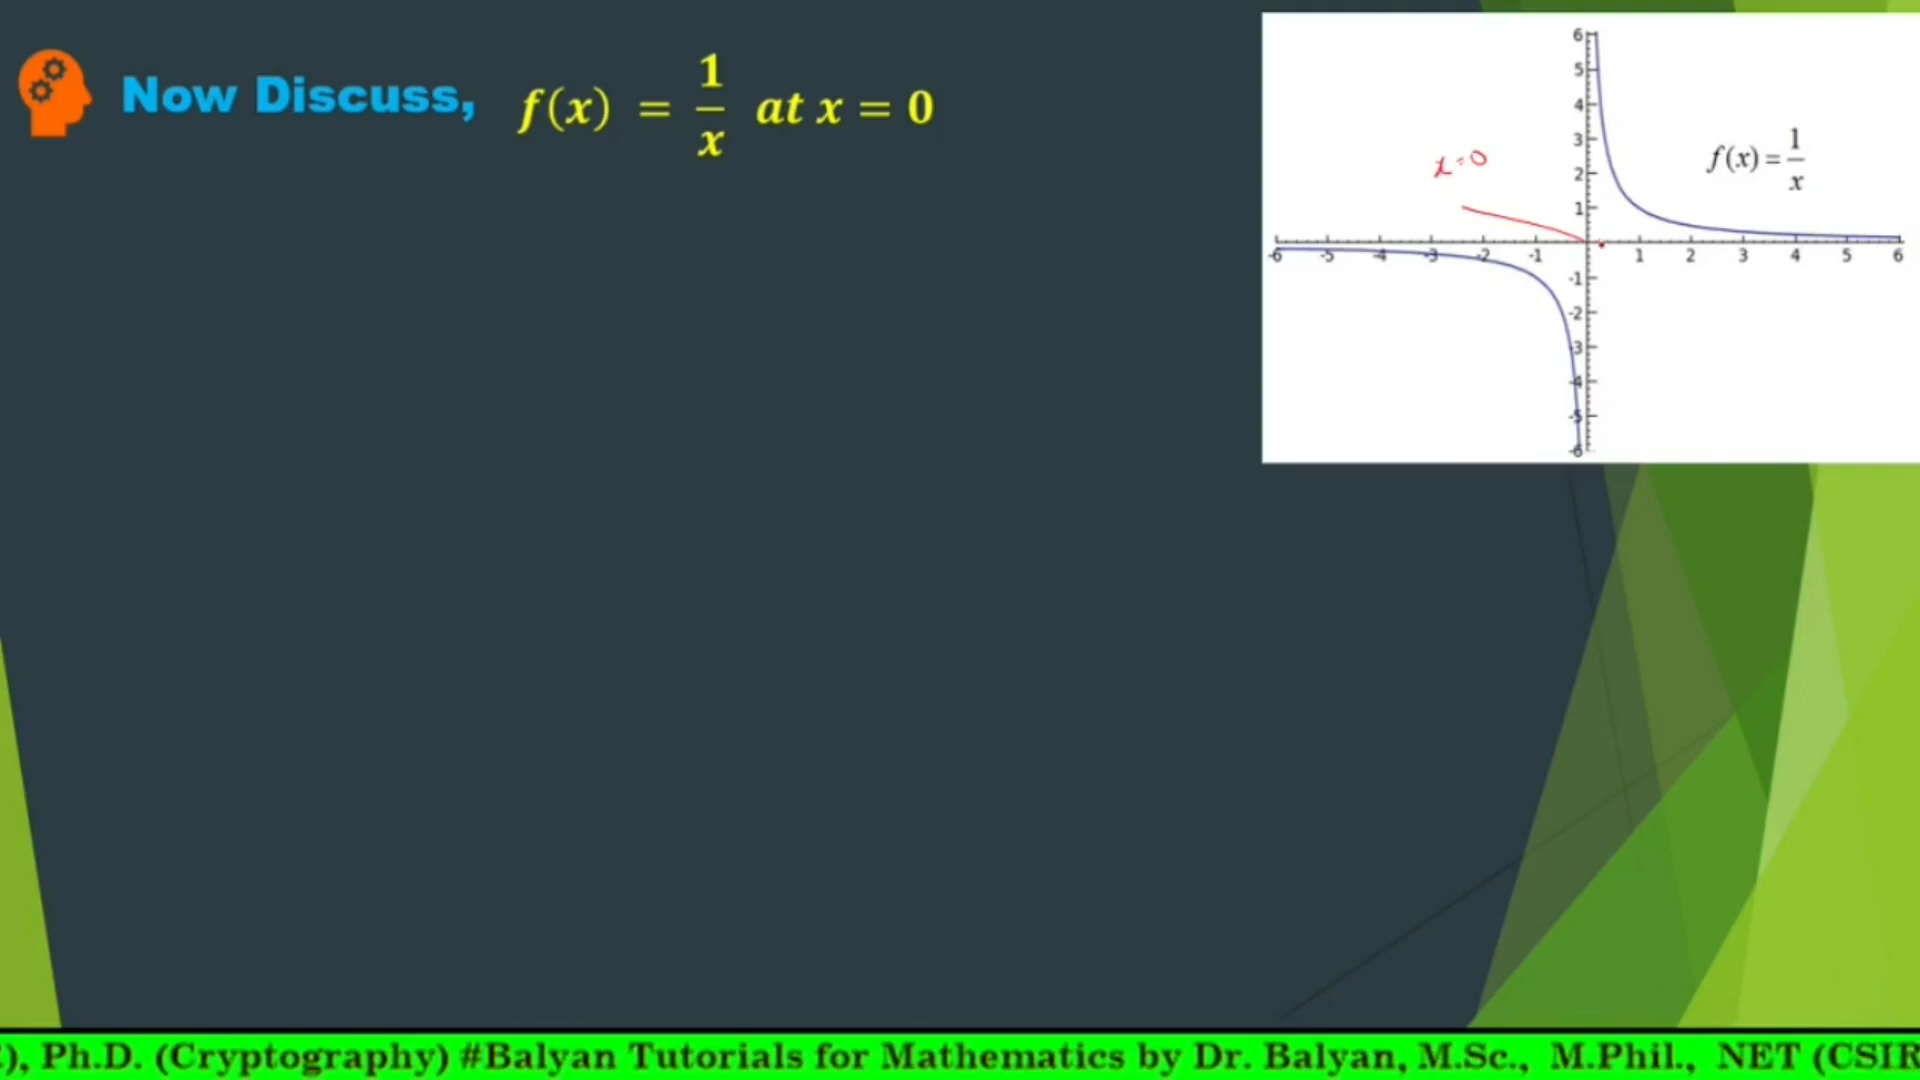 Now Discuss, f(x) = 1/x at x = 0
x=0
f(x) = 1/x
6
5
4
3
2
1
-6 -5 -4 -3 -2 -1 1 2 3 4 5 6
-1
-2
-3
-4
-5
-6
), Ph.D. (Cryptography) #Balyan Tutorials for Mathematics by Dr. Balyan, M.Sc., M.Phil., NET (CSIR